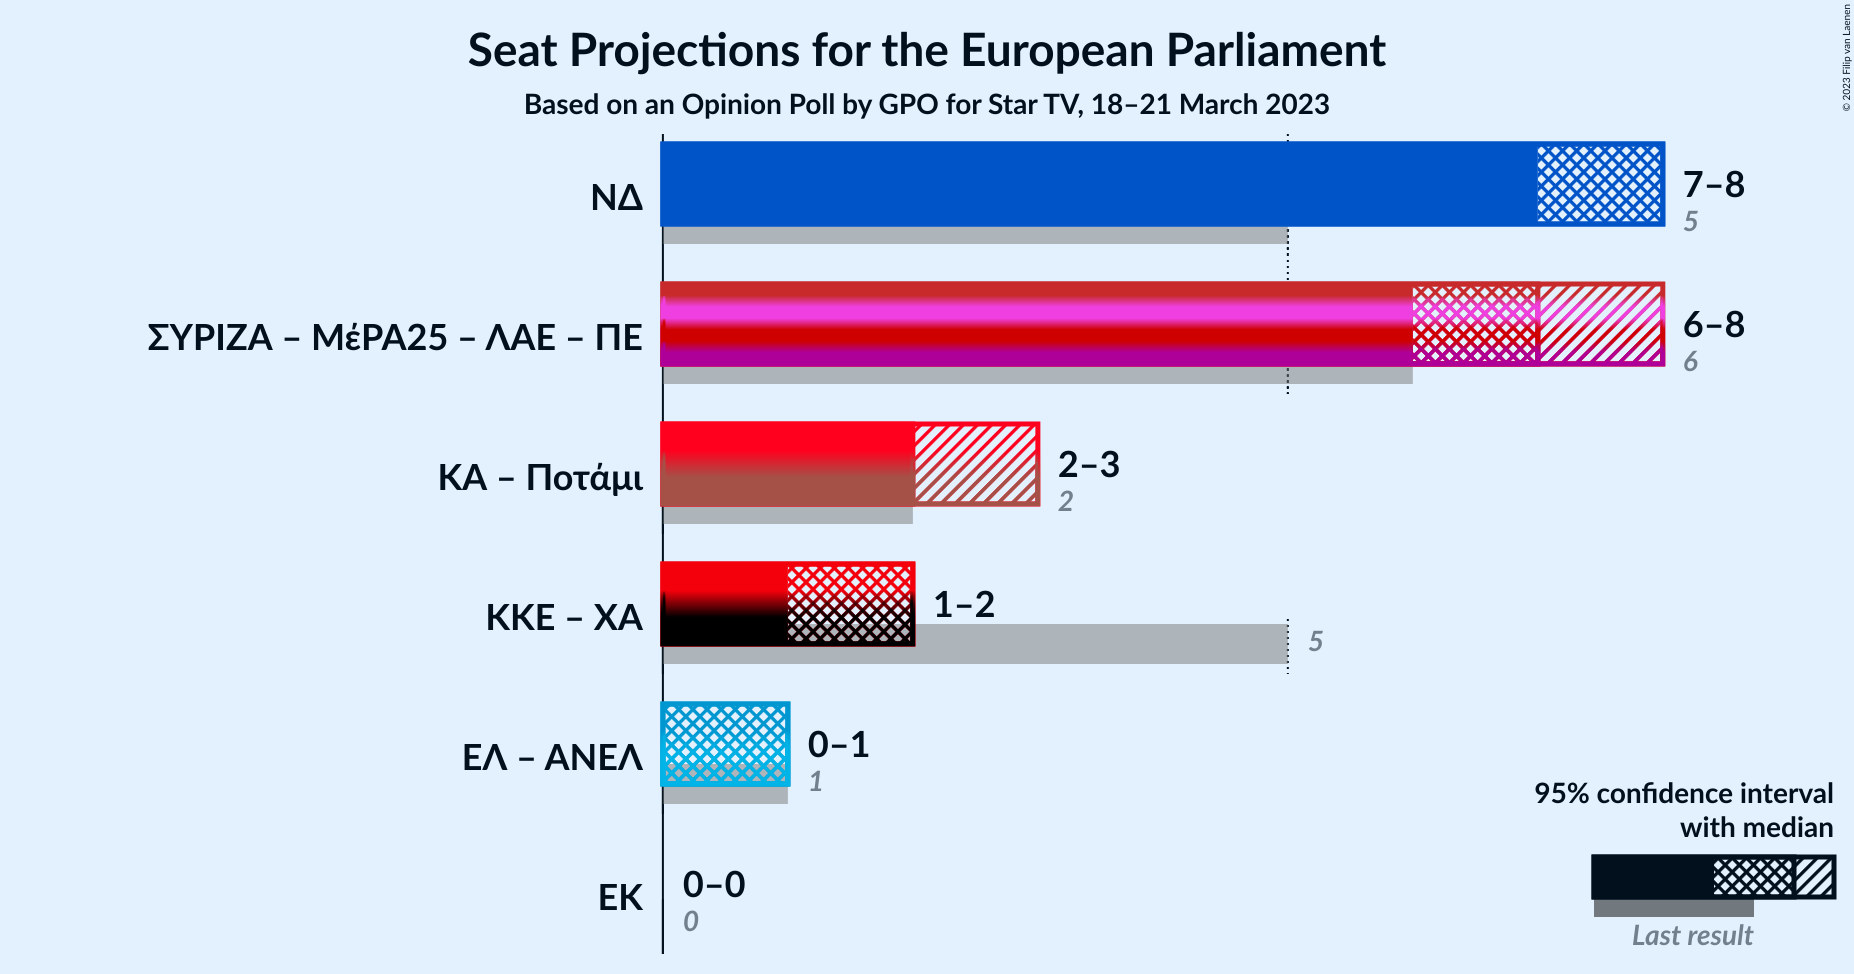 Seat Projections for the European Parliament
Based on an Opinion Poll by GPO for Star TV, 18–21 March 2023
© 2023 Filip van Laenen
ΝΔ
7–8
5
ΣΥΡΙΖΑ – ΜέΡΑ25 – ΛΑΕ – ΠΕ
6–8
6
ΚΑ – Ποτάμι
2–3
2
ΚΚΕ – ΧΑ
1–2
5
ΕΛ – ΑΝΕΛ
0–1
1
ΕΚ
0–0
0
95% confidence interval
with median
Last result